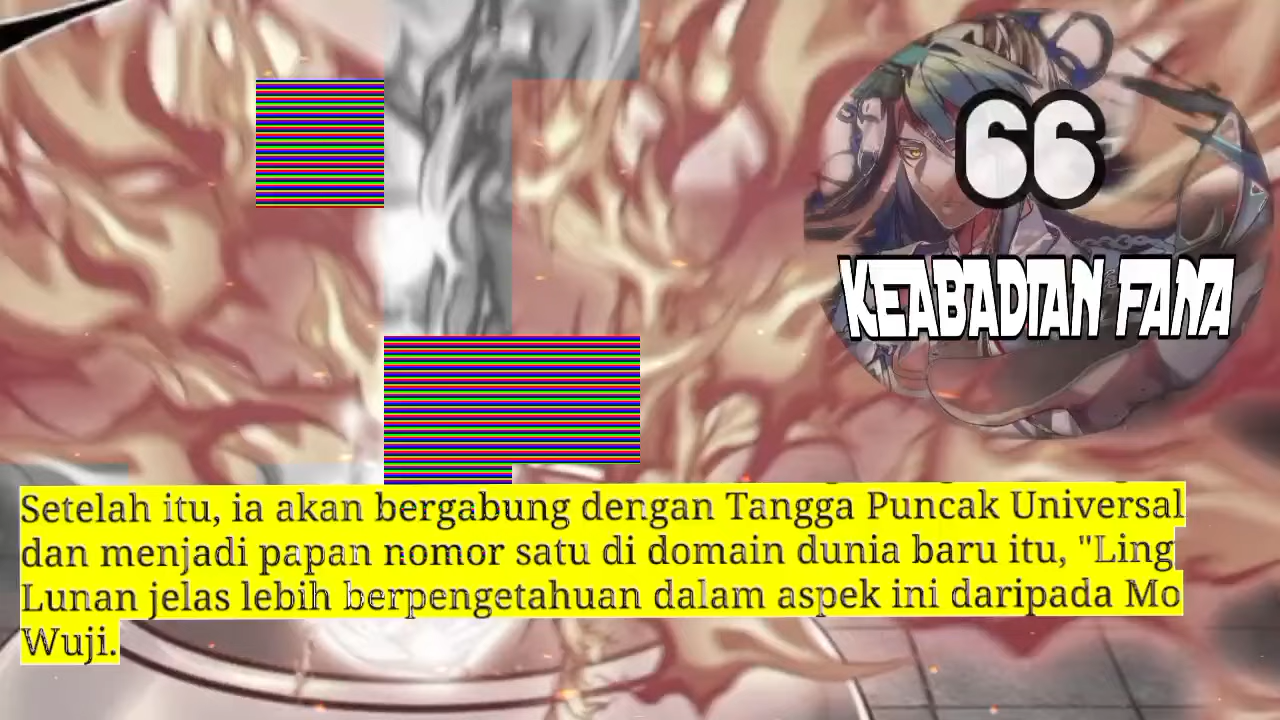 66
KEABADIAN FANA
Setelah itu, ia akan bergabung dengan Tangga Puncak Universal
dan menjadi papan nomor satu di domain dunia baru itu, "Ling
Lunan jelas lebih berpengetahuan dalam aspek ini daripada Mo
Wuji.